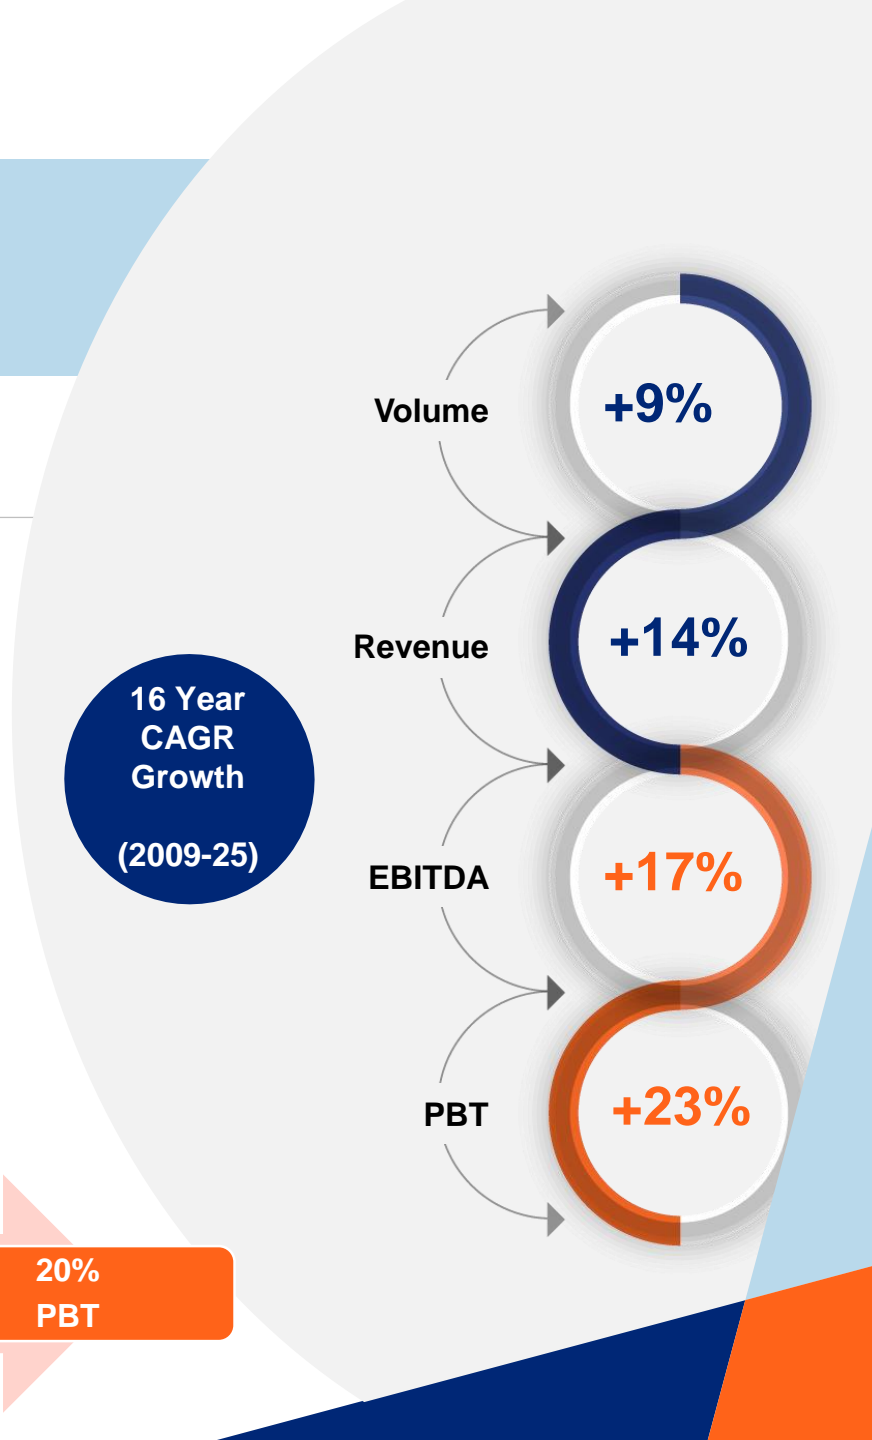 Volume
+9%
Revenue
+14%
16 Year
CAGR
Growth
(2009-25)
EBITDA
+17%
PBT
+23%
20%
PBT